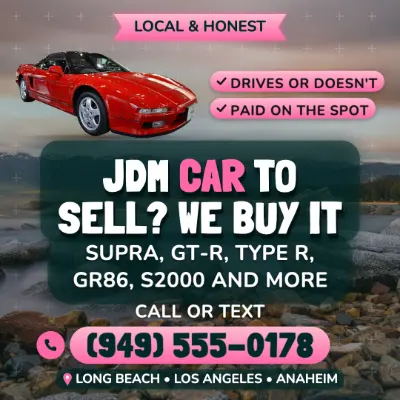 LOCAL & HONEST
✓ DRIVES OR DOESN'T
✓ PAID ON THE SPOT
JDM CAR TO
SELL? WE BUY IT
SUPRA, GT-R, TYPE R,
GR86, S2000 AND MORE
CALL OR TEXT
(949) 555-0178
LONG BEACH • LOS ANGELES • ANAHEIM